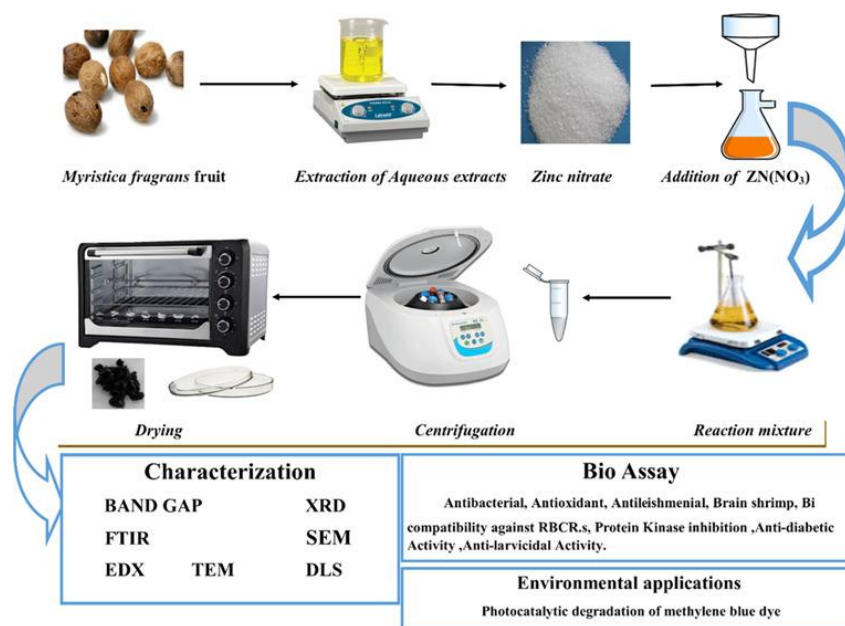 Myristica fragrans fruit
Extraction of Aqueous extracts
Zinc nitrate
Addition of ZN(NO₃)
Drying
Centrifugation
Reaction mixture
Characterization
BAND GAP XRD
FTIR SEM
EDX TEM DLS
Bio Assay
Antibacterial, Antioxidant, Antileishmenial, Brain shrimp, Bi
compatibility against RBCR.s, Protein Kinase inhibition ,Anti-diabetic
Activity ,Anti-larvicidal Activity.
Environmental applications
Photocatalytic degradation of methylene blue dye